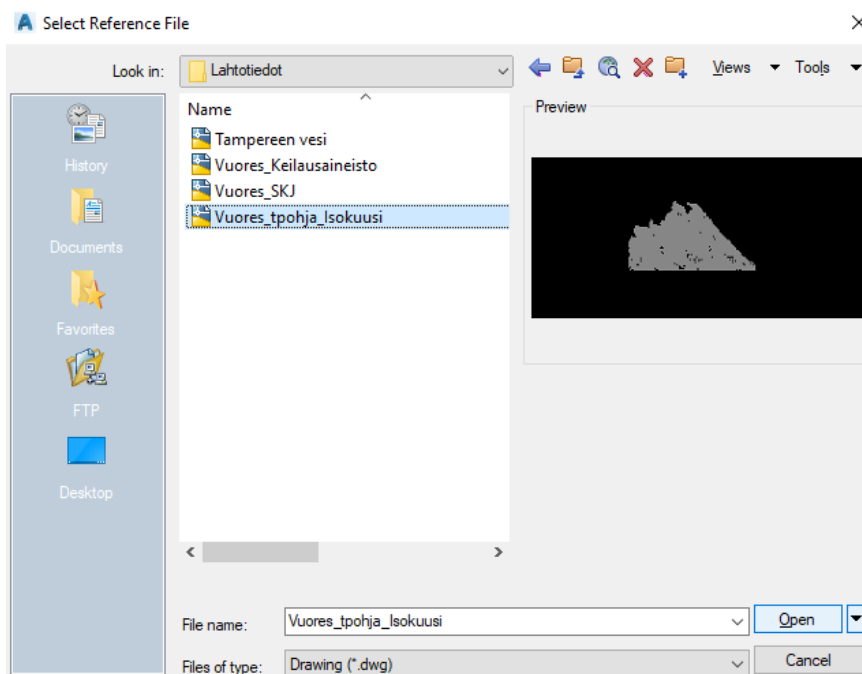 Select Reference File
Look in: Lahtotiedot Views Tools
Name
Preview
History
Documents
Favorites
FTP
Desktop
Tampereen vesi
Vuores_Keilausaineisto
Vuores_SKJ
Vuores_tpohja_Isokuusi
File name: Vuores_tpohja_Isokuusi Open
Files of type: Drawing (*.dwg) Cancel